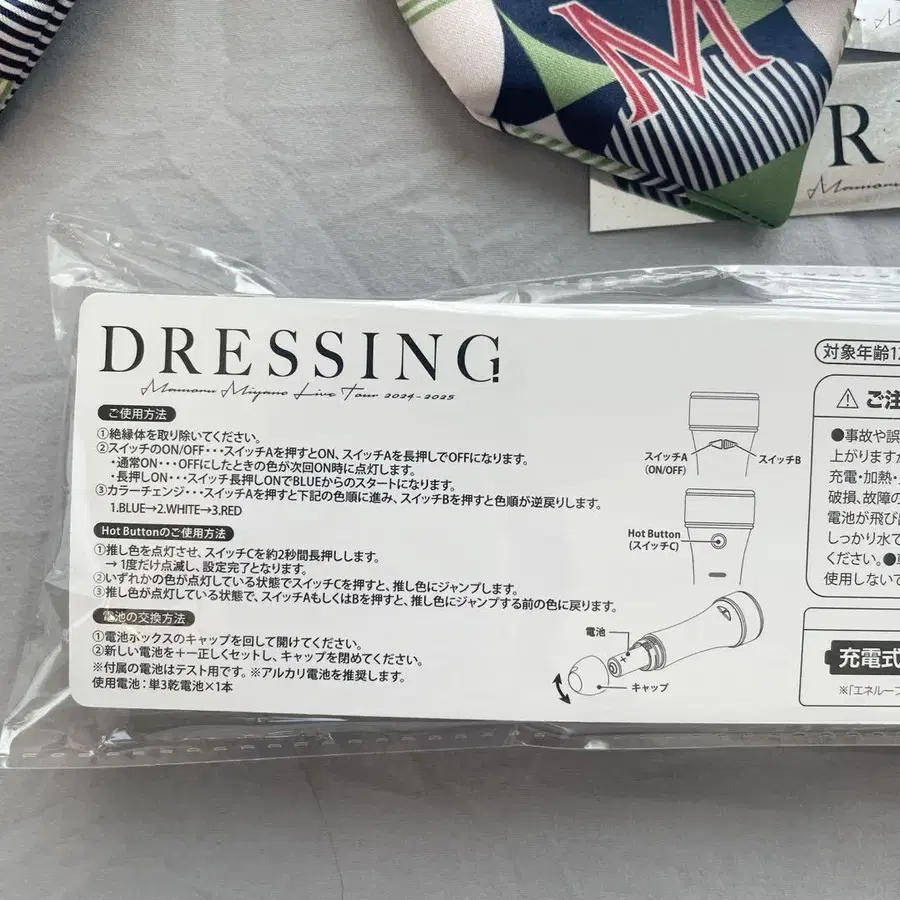 M
R
Mamoru
DRESSING!
Mamoru Miyano Live Tour 2024-2025
ご使用方法
①絶縁体を取り除いてください。
②スイッチのON/OFF・・・スイッチAを押すとON、スイッチAを長押しでOFFになります。
・通常ON・・・OFFにしたときの色が次回ON時に点灯します。
・長押しON・・・スイッチ長押しONでBLUEからのスタートになります。
③カラーチェンジ・・・スイッチAを押すと下記の色順に進み、スイッチBを押すと色順が逆戻りします。
1.BLUE→2.WHITE→3.RED
Hot Buttonのご使用方法
①推し色を点灯させ、スイッチCを約2秒間長押しします。
→ 1度だけ点滅し、設定完了となります。
②いずれかの色が点灯している状態でスイッチCを押すと、推し色にジャンプします。
③推し色が点灯している状態で、スイッチAもしくはBを押すと、推し色にジャンプする前の色に戻ります。
電池の交換方法
①電池ボックスのキャップを回して開けてください。
②新しい電池を＋ー正しくセットし、キャップを閉めてください。
※付属の電池はテスト用です。※アルカリ電池を推奨します。
使用電池：単3乾電池×1本
スイッチA
(ON/OFF)
スイッチB
Hot Button
(スイッチC)
電池
キャップ
対象年齢1
⚠ ご注
●事故や誤
上がりますか
充電・加熱・
破損、故障の
電池が飛び
しっかり水で
ください。●
使用しないで
充電式
※「エネルー